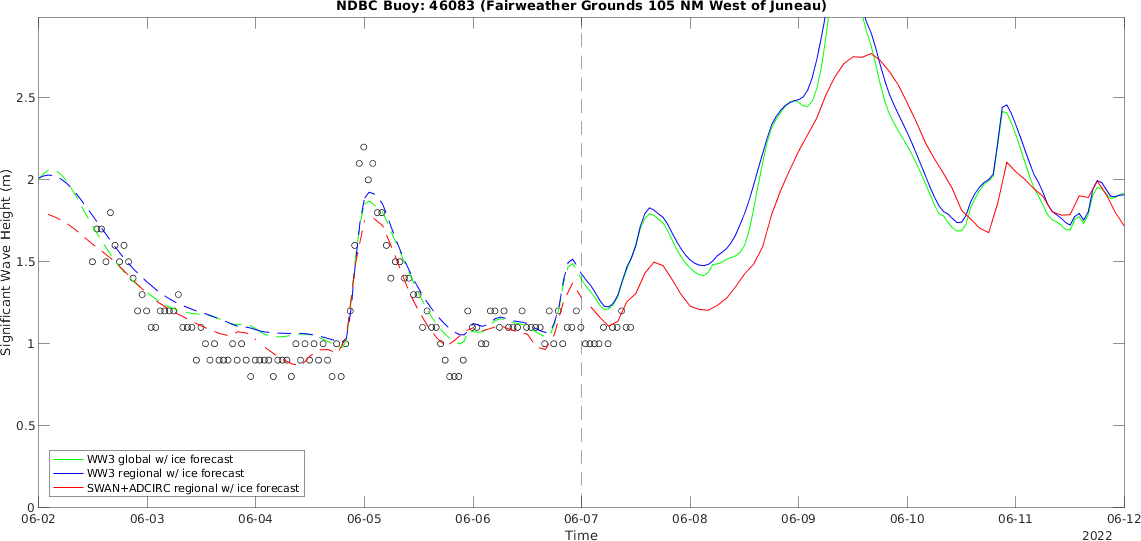 NDBC Buoy: 46083 (Fairweather Grounds 105 NM West of Juneau)
Significant Wave Height (m)
2.5
2
1.5
1
0.5
0
WW3 global w/ ice forecast
WW3 regional w/ ice forecast
SWAN+ADCIRC regional w/ ice forecast
06-02 06-03 06-04 06-05 06-06 06-07 06-08 06-09 06-10 06-11 06-12
Time 2022